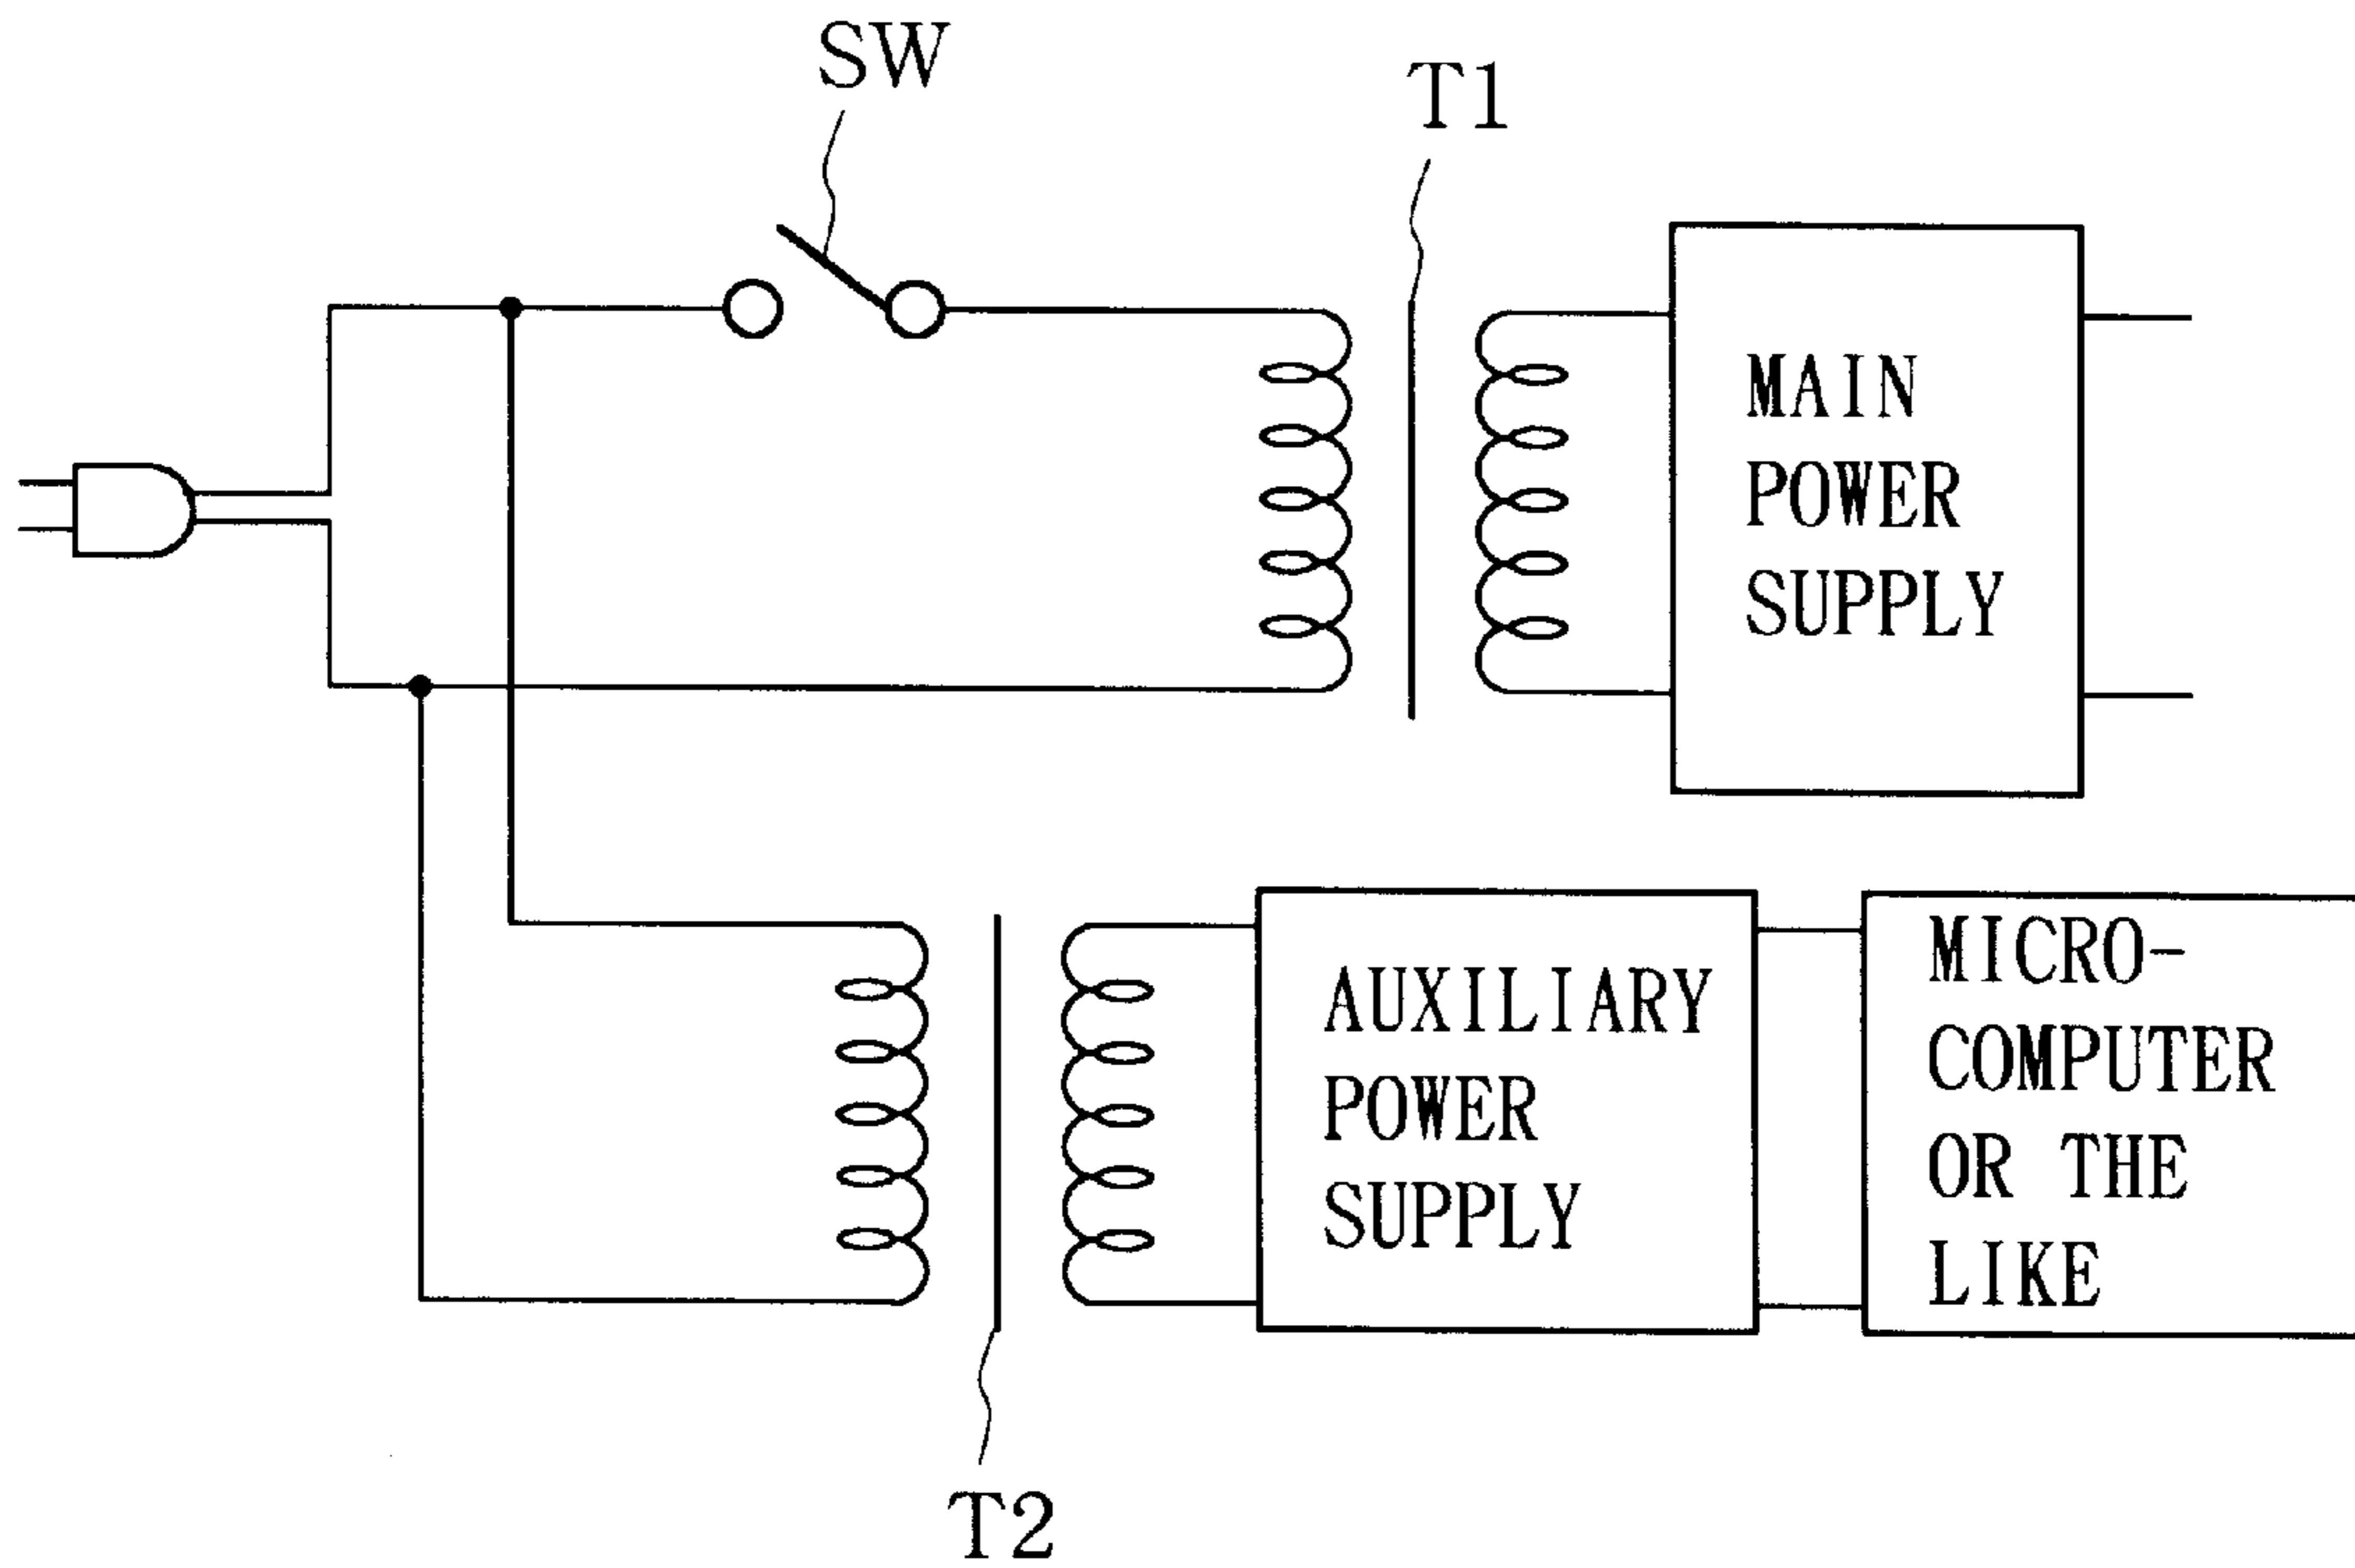 SW
T1
MAIN
POWER
SUPPLY
AUXILIARY
POWER
SUPPLY
MICRO-
COMPUTER
OR THE
LIKE
T2